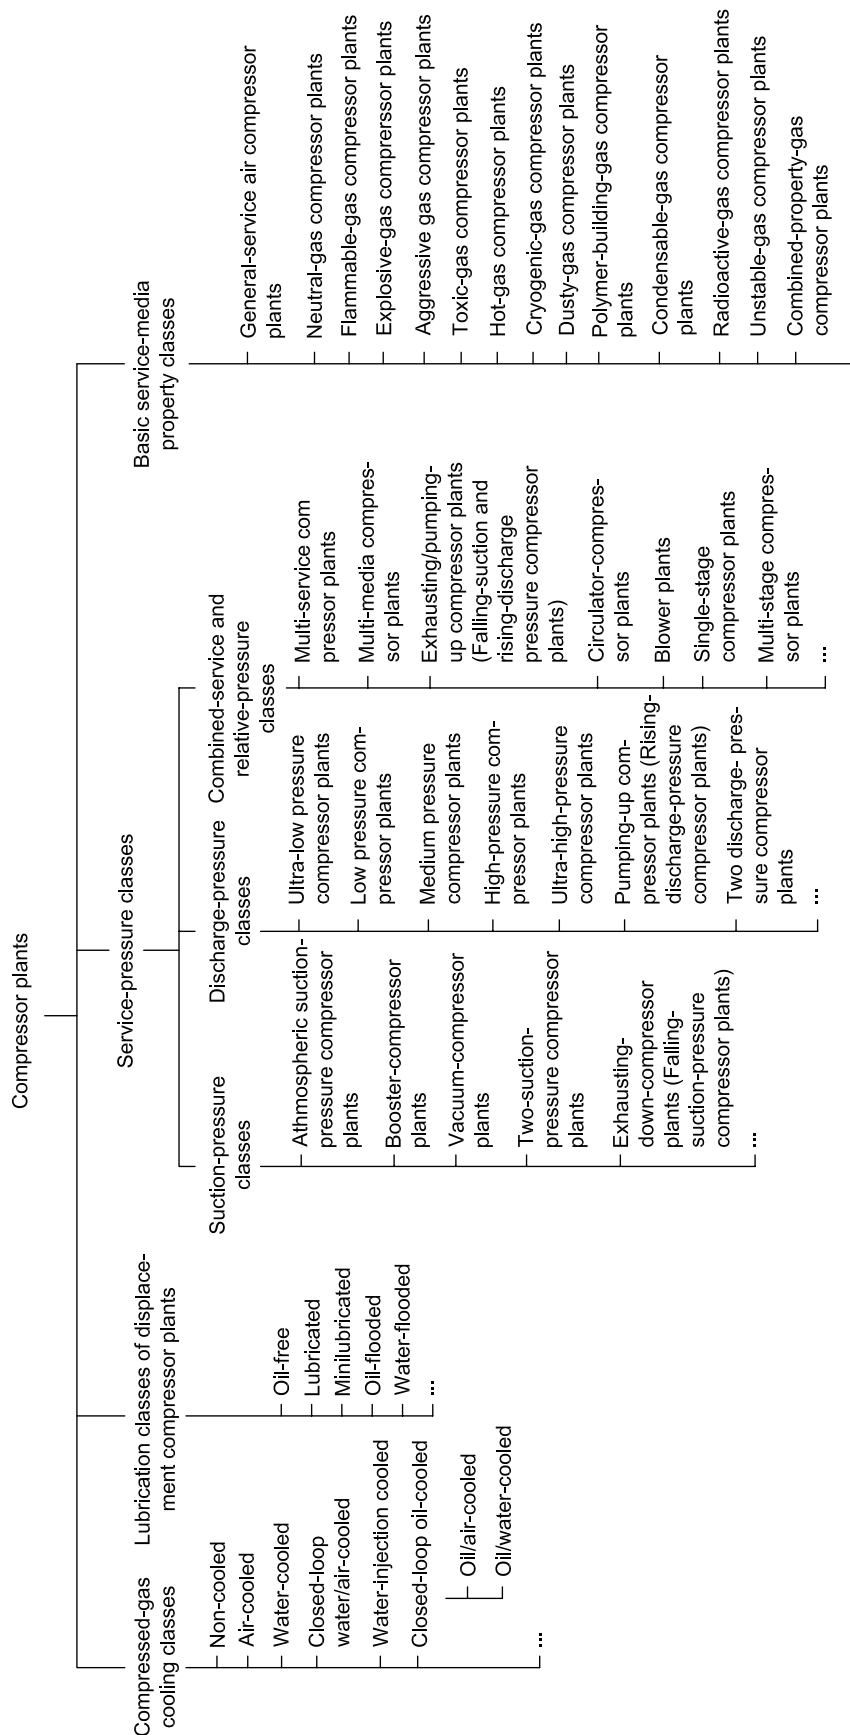 Compressor plants
Compressed-gas
cooling classes
Non-cooled
Air-cooled
Water-cooled
Closed-loop
water/air-cooled
Water-injection cooled
Closed-loop oil-cooled
Oil/air-cooled
Oil/water-cooled
...
Lubrication classes of displace-
ment compressor plants
Oil-free
Lubricated
Minilubricated
Oil-flooded
Water-flooded
...
Service-pressure classes
Suction-pressure
classes
Athmospheric suction-
pressure compressor
plants
Booster-compressor
plants
Vacuum-compressor
plants
Two-suction-
pressure compressor
plants
Exhausting-
down-compressor
plants (Falling-
suction-pressure
compressor plants)
...
Discharge-pressure
classes
Ultra-low pressure
compressor plants
Low pressure com-
pressor plants
Medium pressure
compressor plants
High-pressure com-
pressor plants
Ultra-high-pressure
compressor plants
Pumping-up com-
pressor plants (Rising-
discharge-pressure
compressor plants)
Two discharge- pres-
sure compressor
plants
...
Combined-service and
relative-pressure
classes
Multi-service com
pressor plants
Multi-media compres-
sor plants
Exhausting/pumping-
up compressor plants
(Falling-suction and
rising-discharge
pressure compressor
plants)
Circulator-compres-
sor plants
Blower plants
Single-stage
compressor plants
Multi-stage compres-
sor plants
...
Basic service-media
property classes
General-service air compressor
plants
Neutral-gas compressor plants
Flammable-gas compressor plants
Explosive-gas comprerssor plants
Aggressive gas compressor plants
Toxic-gas compressor plants
Hot-gas compressor plants
Cryogenic-gas compressor plants
Dusty-gas compressor plants
Polymer-building-gas compressor
plants
Condensable-gas compressor
plants
Radioactive-gas compressor plants
Unstable-gas compressor plants
Combined-property-gas
compressor plants